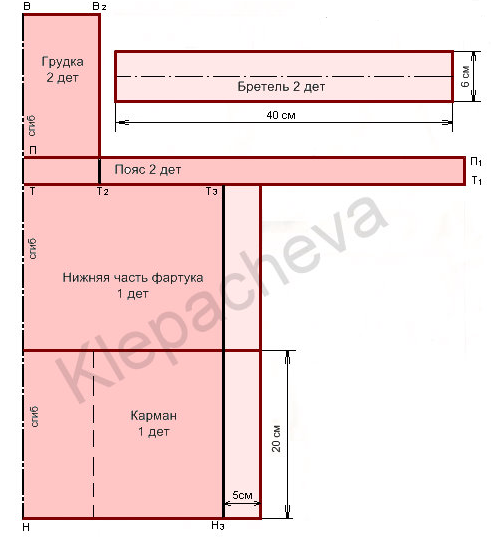 В
В2
Грудка
2 дет
сгиб
Бретель 2 дет
6 см
40 см
П
Пояс 2 дет
П1
Т
Т2
Т3
Т1
сгиб
Нижняя часть фартука
1 дет
Klepacheva
сгиб
Карман
1 дет
20 см
5см
Н
Н3